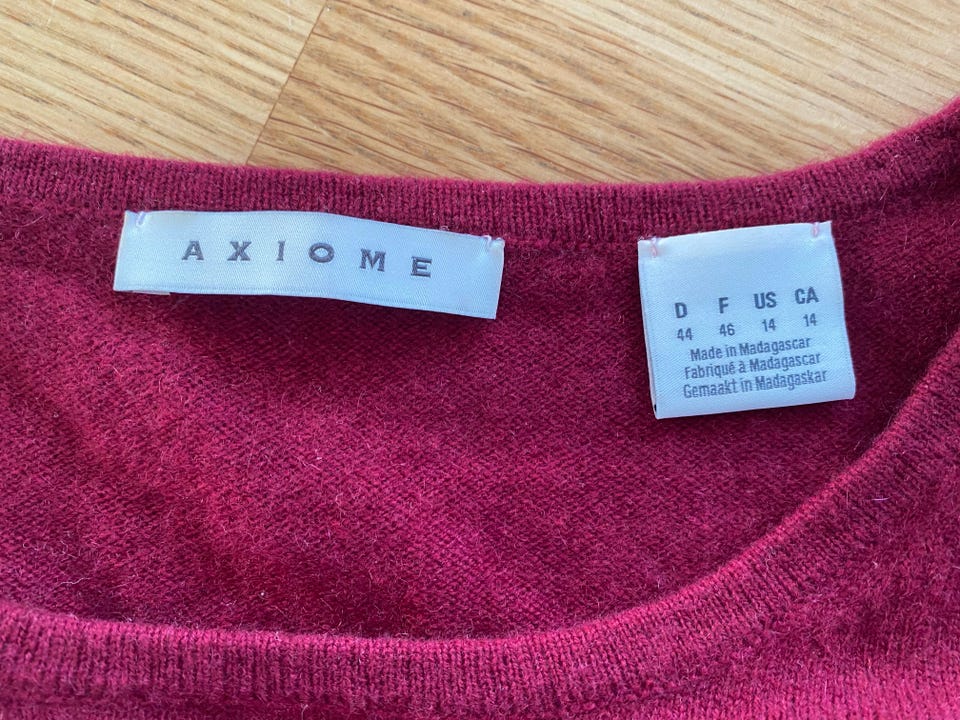 AXIOME
D F US CA
44 46 14 14
Made in Madagascar
Fabriqué à Madagascar
Gemaakt in Madagaskar